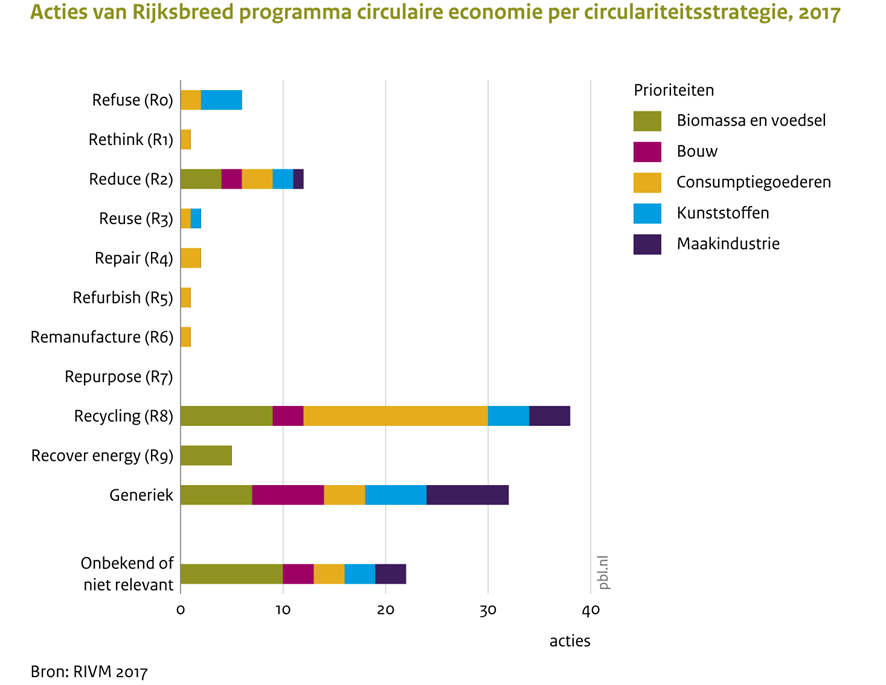 Acties van Rijksbreed programma circulaire economie per circulariteitsstrategie, 2017
Prioriteiten
Biomassa en voedsel
Bouw
Consumptiegoederen
Kunststoffen
Maakindustrie
Refuse (R0)
Rethink (R1)
Reduce (R2)
Reuse (R3)
Repair (R4)
Refurbish (R5)
Remanufacture (R6)
Repurpose (R7)
Recycling (R8)
Recover energy (R9)
Generiek
Onbekend of
niet relevant
0 10 20 30 40
acties
pbl.nl
Bron: RIVM 2017